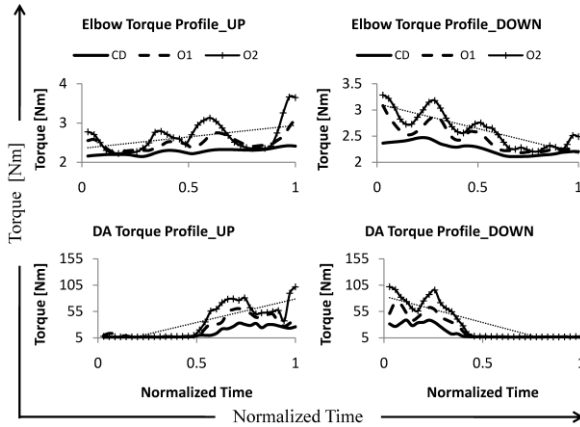 Elbow Torque Profile_UP
CD O1 O2
Torque [Nm]
4
3
2
0 0.5 1
Elbow Torque Profile_DOWN
CD O1 O2
Torque [Nm]
3.5
3
2.5
2
0 0.5 1
DA Torque Profile_UP
Torque [Nm]
155
105
55
5
0 0.5 1
Normalized Time
DA Torque Profile_DOWN
Torque [Nm]
155
105
55
5
0 0.5 1
Normalized Time
Torque [Nm]
Normalized Time